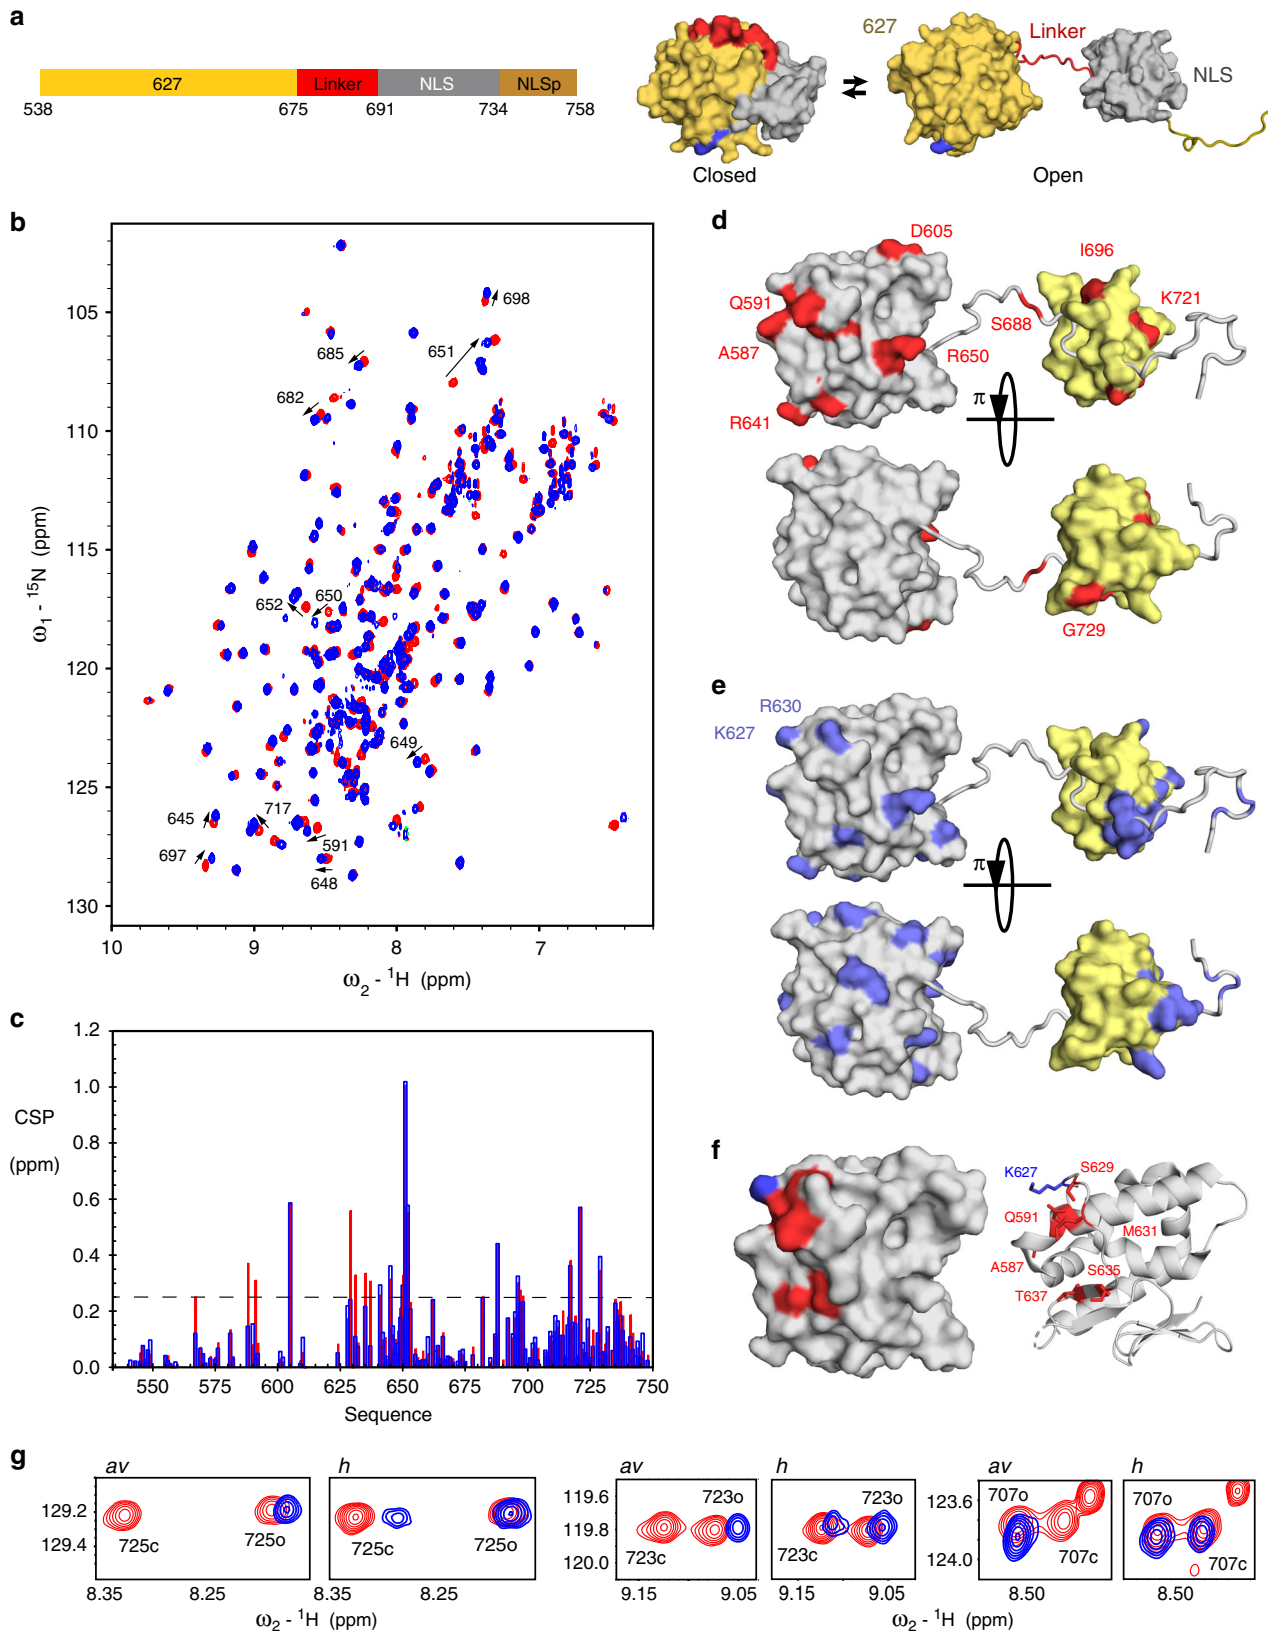 a
627 Linker NLS NLSp
538 675 691 734 758
627 Linker NLS
Closed Open
b
105
110
115
120
125
130
10 9 8 7
ω1 - 15N (ppm)
ω2 - 1H (ppm)
698
651
685
682
652
650
649
645
717
697
591
648
c
1.2
1.0
0.8
0.6
0.4
0.2
0.0
CSP
(ppm)
550 575 600 625 650 675 700 725 750
Sequence
d
D605
I696
Q591
K721
S688
A587
R650
R641
π
G729
e
R630
K627
π
f
K627
S629
Q591
M631
A587
S635
T637
g
av h av h av h
129.2
129.4
725c 725o 725c 725o
8.35 8.25 8.35 8.25
ω2 - 1H (ppm)
119.6
119.8
120.0
723o 723o
723c 723c
9.15 9.05 9.15 9.05
123.6
124.0
707o 707o
707c 707c
8.50 8.50
ω2 - 1H (ppm)